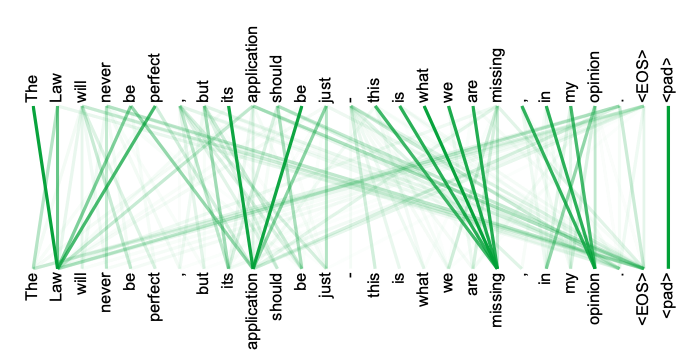 The Law will never be perfect , but its application should be just - this is what we are missing , in my opinion . <EOS> <pad>
The Law will never be perfect , but its application should be just - this is what we are missing , in my opinion . <EOS> <pad>